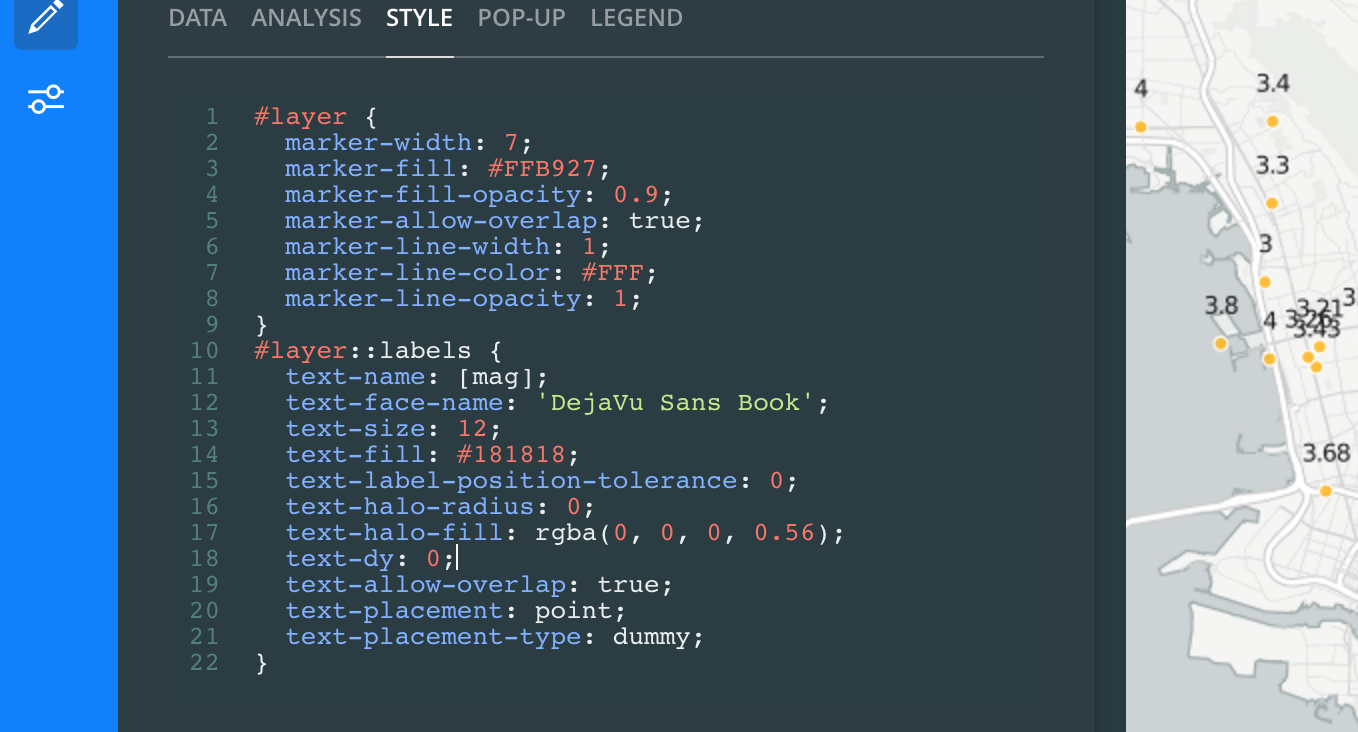 DATA ANALYSIS STYLE POP-UP LEGEND
1 #layer {
2   marker-width: 7;
3   marker-fill: #FFB927;
4   marker-fill-opacity: 0.9;
5   marker-allow-overlap: true;
6   marker-line-width: 1;
7   marker-line-color: #FFF;
8   marker-line-opacity: 1;
9 }
10 #layer::labels {
11   text-name: [mag];
12   text-face-name: 'DejaVu Sans Book';
13   text-size: 12;
14   text-fill: #181818;
15   text-label-position-tolerance: 0;
16   text-halo-radius: 0;
17   text-halo-fill: rgba(0, 0, 0, 0.56);
18   text-dy: 0;
19   text-allow-overlap: true;
20   text-placement: point;
21   text-placement-type: dummy;
22 }
4
3.4
3.3
3
3.8
3.21
4
3.43
3.68